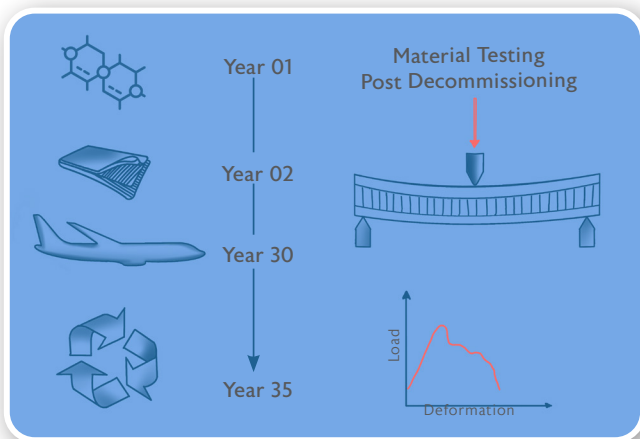 Year 01
Year 02
Year 30
Year 35
Material Testing
Post Decommissioning
Load
Deformation